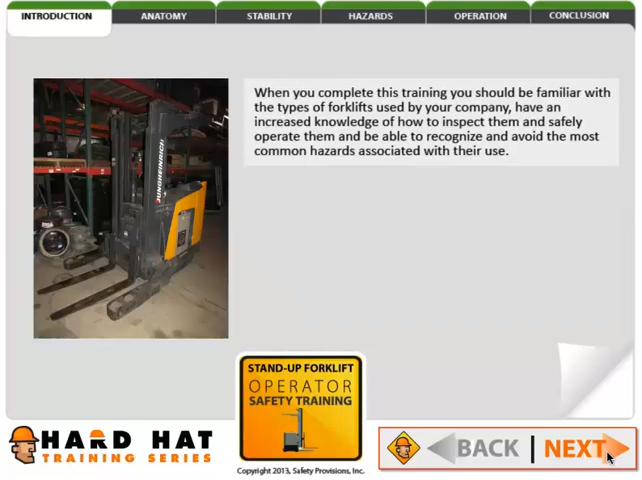 INTRODUCTION
ANATOMY
STABILITY
HAZARDS
OPERATION
CONCLUSION
JUNGHEINRICH
When you complete this training you should be familiar with
the types of forklifts used by your company, have an
increased knowledge of how to inspect them and safely
operate them and be able to recognize and avoid the most
common hazards associated with their use.
STAND-UP FORKLIFT
OPERATOR
SAFETY TRAINING
HARD HAT
TRAINING SERIES
BACK | NEXT
Copyright 2013, Safety Provisions, Inc.